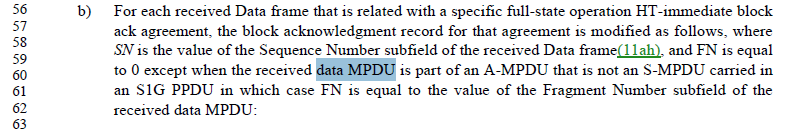 56 b) For each received Data frame that is related with a specific full-state operation HT-immediate block
57 ack agreement, the block acknowledgment record for that agreement is modified as follows, where
58 SN is the value of the Sequence Number subfield of the received Data frame(11ah), and FN is equal
59
60 to 0 except when the received data MPDU is part of an A-MPDU that is not an S-MPDU carried in
61 an S1G PPDU in which case FN is equal to the value of the Fragment Number subfield of the
62 received data MPDU:
63